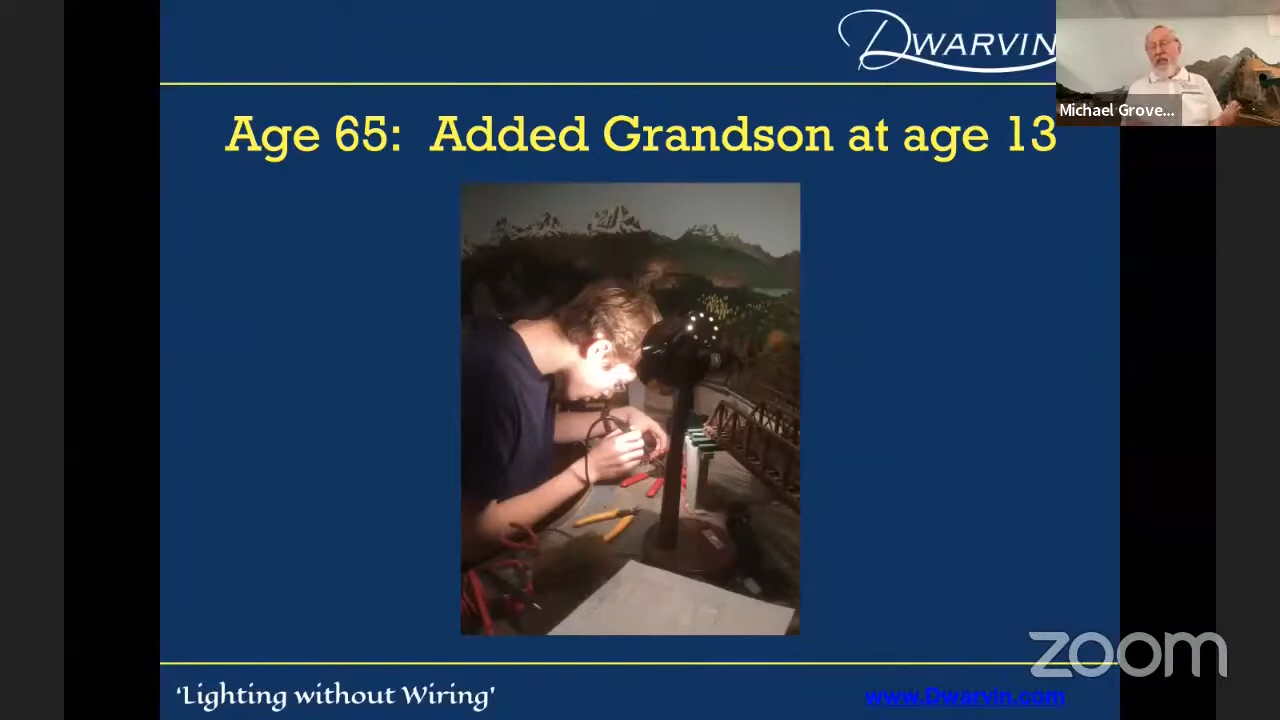 DWARVIN
Michael Grove...
Age 65: Added Grandson at age 13
zoom
'Lighting without Wiring'
www.Dwarvin.com